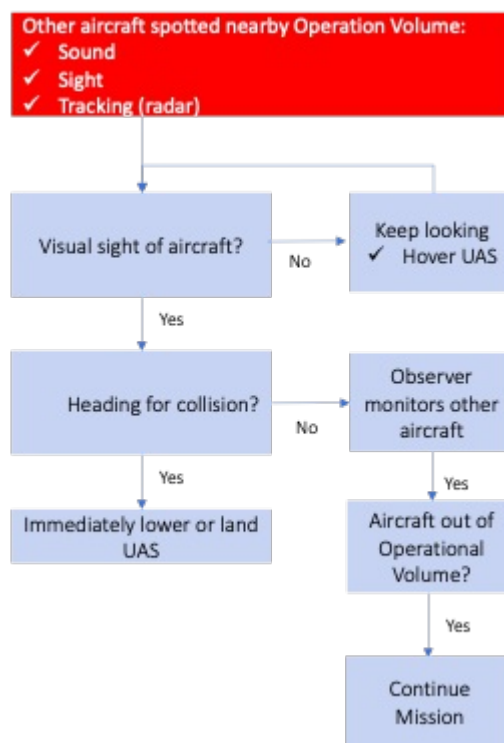 Other aircraft spotted nearby Operation Volume:
✓ Sound
✓ Sight
✓ Tracking (radar)
Visual sight of aircraft?
No
Keep looking
✓ Hover UAS
Yes
Heading for collision?
No
Observer
monitors other
aircraft
Yes
Immediately lower or land
UAS
Yes
Aircraft out of
Operational
Volume?
Yes
Continue
Mission